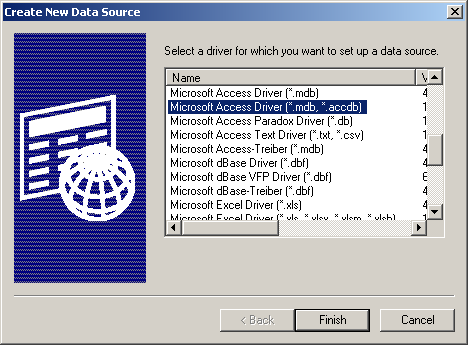 Create New Data Source
Select a driver for which you want to set up a data source.
Name V
Microsoft Access Driver (*.mdb) 4
Microsoft Access Driver (*.mdb, *.accdb) 1
Microsoft Access Paradox Driver (*.db) 1
Microsoft Access Text Driver (*.txt, *.csv) 1
Microsoft Access-Treiber (*.mdb) 4
Microsoft dBase Driver (*.dbf) 4
Microsoft dBase VFP Driver (*.dbf) 6
Microsoft dBase-Treiber (*.dbf) 4
Microsoft Excel Driver (*.xls) 4
Microsoft Excel Driver (*.xls, *.xlsx, *.xlsm, *.xlsb) 1
< Back Finish Cancel